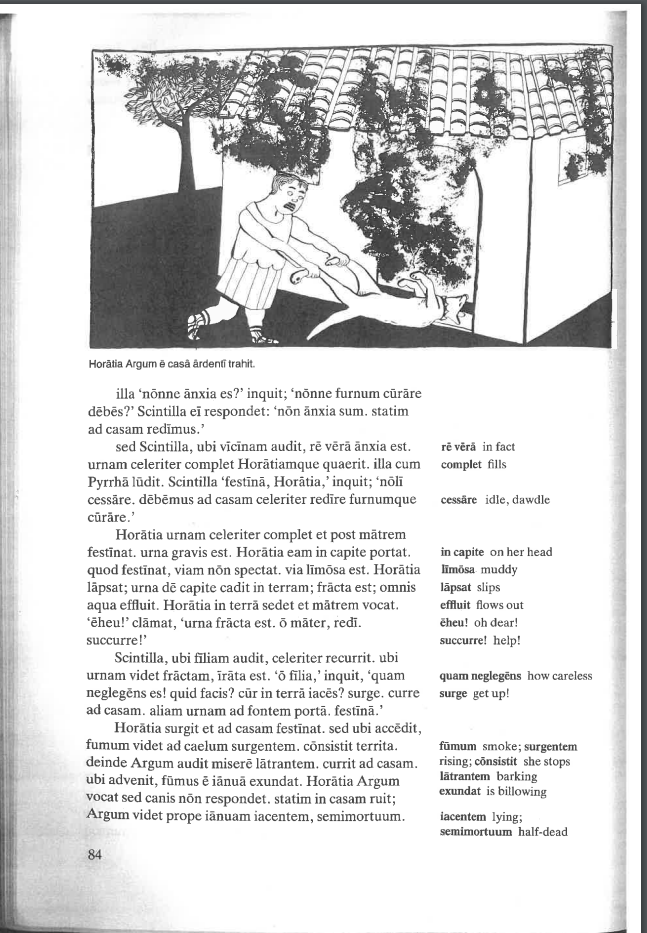 Horātia Argum ē casā ārdentī trahit.
illa ‘nōnne ānxia es?’ inquit; ‘nōnne furnum cūrāre
dēbēs?’ Scintilla eī respondet: ‘nōn ānxia sum. statim
ad casam redīmus.’
sed Scintilla, ubi vīcīnam audit, rē vērā ānxia est.
urnam celeriter complet Horātiamque quaerit. illa cum
Pyrrhā lūdit. Scintilla ‘festīnā, Horātia,’ inquit; ‘nōlī
cessāre. dēbēmus ad casam celeriter redīre furnumque
cūrāre.’
Horātia urnam celeriter complet et post mātrem
festīnat. urna gravis est. Horātia eam in capite portat.
quod festīnat, viam nōn spectat. via līmōsa est. Horātia
lāpsat; urna dē capite cadit in terram; frācta est; omnis
aqua effluit. Horātia in terrā sedet et mātrem vocat.
‘ēheu!’ clāmat, ‘urna frācta est. ō māter, redī.
succurre!’
Scintilla, ubi fīliam audit, celeriter recurrit. ubi
urnam videt frāctam, īrāta est. ‘ō fīlia,’ inquit, ‘quam
neglegēns es! quid facis? cūr in terrā iacēs? surge. curre
ad casam. aliam urnam ad fontem portā. festīnā.’
Horātia surgit et ad casam festīnat. sed ubi accēdit,
fūmum videt ad caelum surgentem. cōnsistit territa.
deinde Argum audit miserē lātrantem. currit ad casam.
ubi advenit, fūmus ē iānuā exundat. Horātia Argum
vocat sed canis nōn respondet. statim in casam ruit;
Argum videt prope iānuam iacentem, semimortuum.
rē vērā in fact
complet fills
cessāre idle, dawdle
in capite on her head
līmōsa muddy
lāpsat slips
effluit flows out
ēheu! oh dear!
succurre! help!
quam neglegēns how careless
surge get up!
fūmum smoke; surgentem
rising; cōnsistit she stops
lātrantem barking
exundat is billowing
iacentem lying;
semimortuum half-dead
84